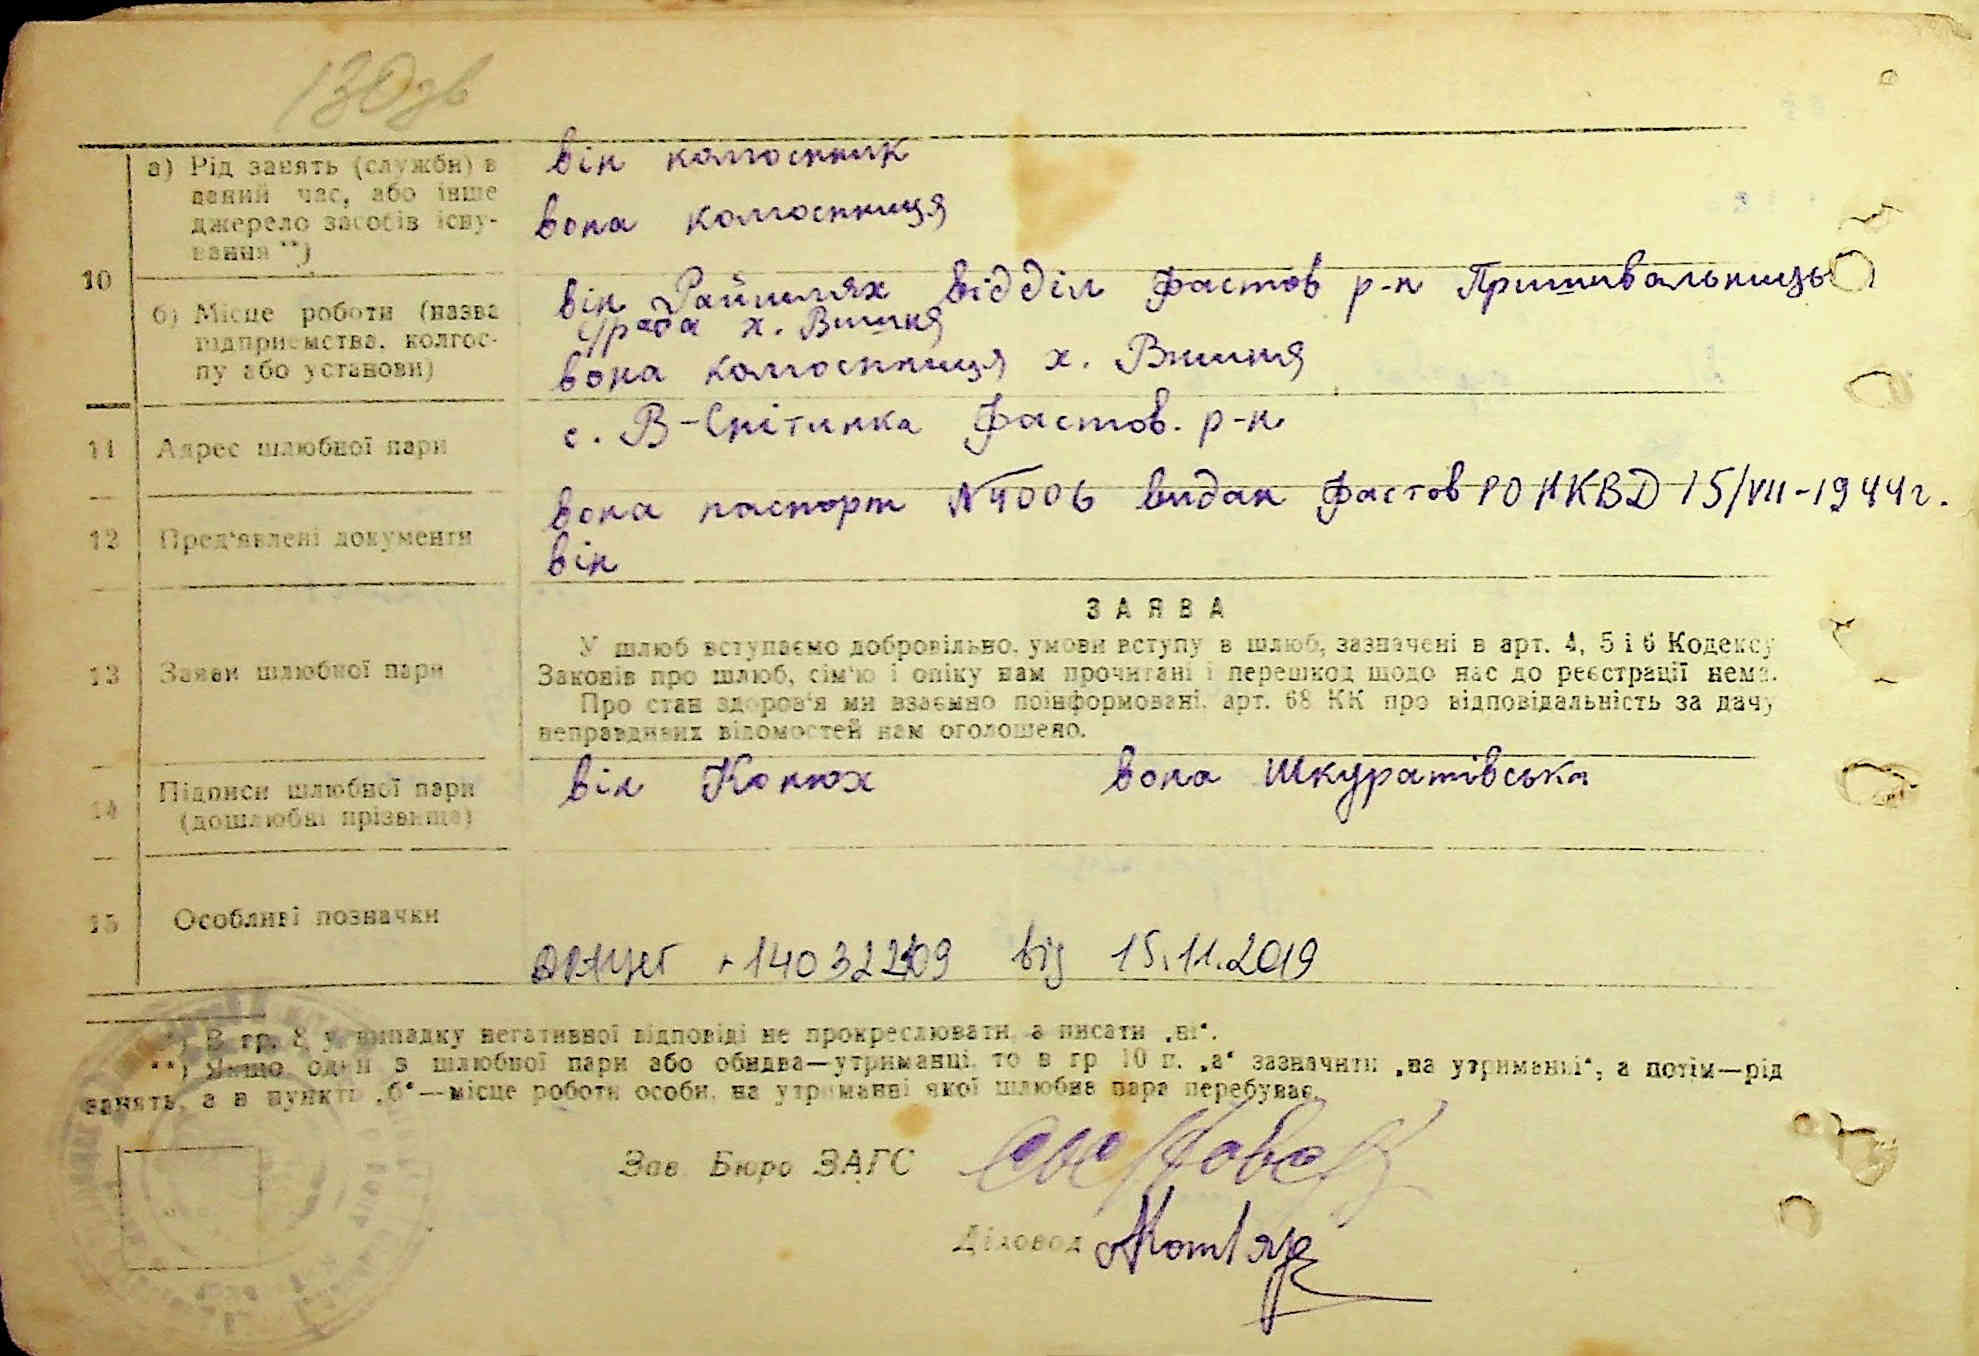 130зв
10
а) Рід занять (служби) в
даний час, або інше
джерело засобів існу-
вання **)
він колгоспник
вона колгоспниця
б) Місце роботи (назва
підприємства, колгос-
пу або установи)
він Райшлях відділ Фастов р-н
рада х. Вишня
вона колгоспниця х. Вишня
11 Адрес шлюбної пари
с. В-Снітинка Фастов. р-н
12 Пред'явлені документи
вона паспорт №4006 видан Фастов РО НКВД 15/VII-1944г.
він
13 Заяви шлюбної пари
ЗАЯВА
У шлюб вступаємо добровільно, умови вступу в шлюб, зазначені в арт. 4, 5 і 6 Кодексу
Законів про шлюб, сім'ю і опіку нам прочитані і перешкод щодо нас до реєстрації нема.
Про стан здоров'я ми взаємно поінформовані, арт. 68 КК про відповідальність за дачу
неправдивих відомостей нам оголошено.
14 Підписи шлюбної пари
(дошлюбні прізвища)
він Конюх вона Шкуратівська
15 Особливі позначки
від 15.11.2019
*) В гр. 8 у випадку негативної відповіді не прокреслювати, а писати „ні“.
**) Якщо один з шлюбної пари або обидва—утриманці, то в гр 10 п. „а“ зазначити „на утриманні“, а потім—рід
занять, а в пункті „б“—місце роботи особи, на утриманні якої шлюбна пара перебуває.
Зав Бюро ЗАГС
Діловод